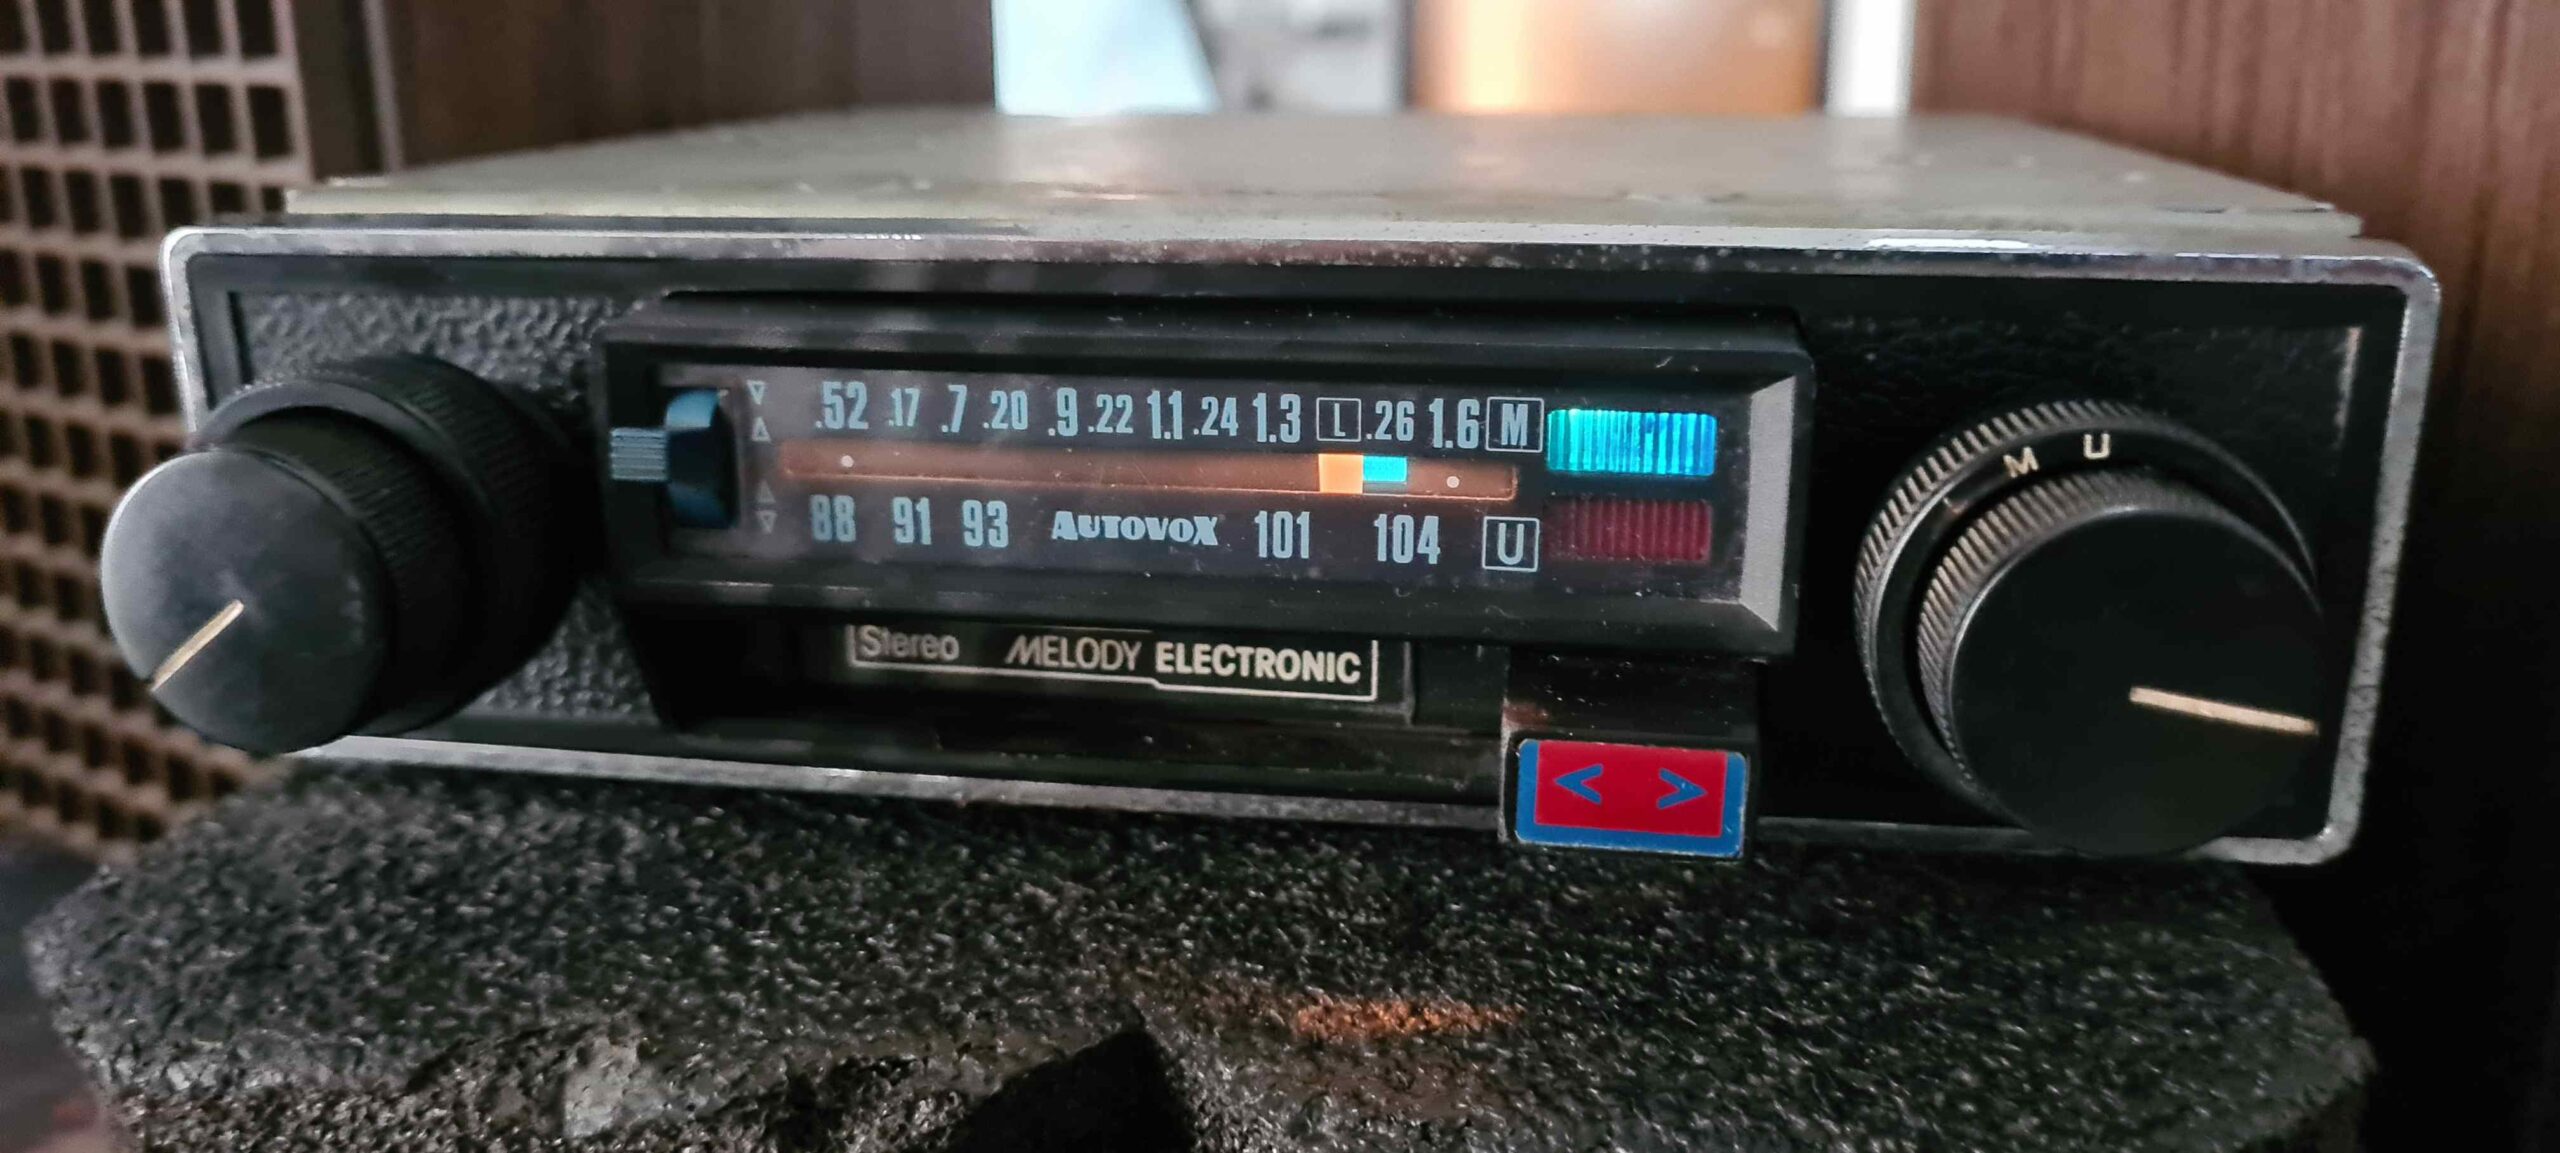 .52 .17 .7 .20 .9 .22 1.1 .24 1.3 L .26 1.6 M
88 91 93 AUTOVOX 101 104 U
Stereo MELODY ELECTRONIC
< >
L M U